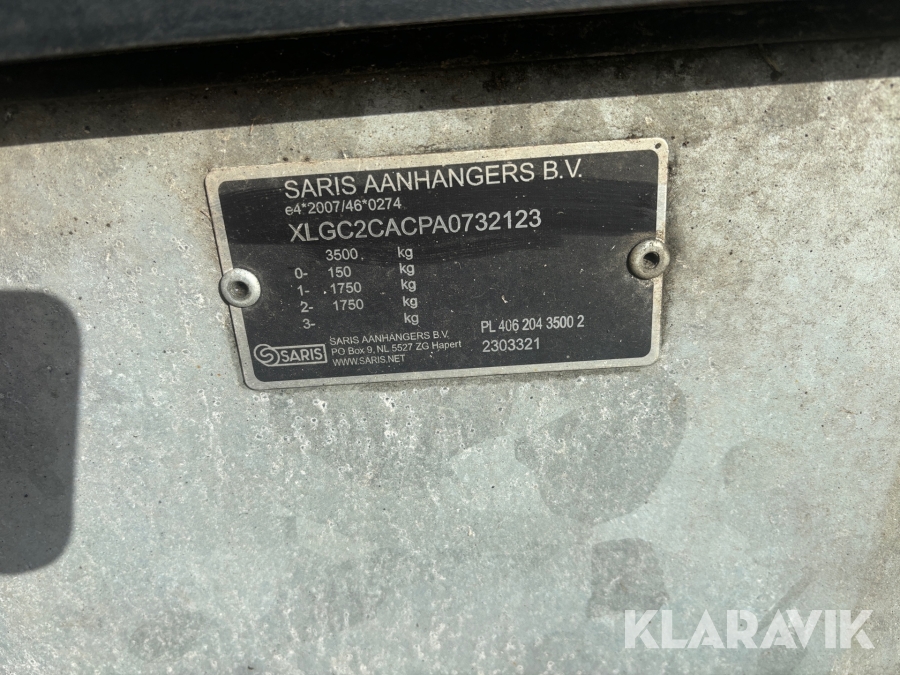 SARIS AANHANGERS B.V.
e4*2007/46*0274
XLGC2CACPA0732123
3500 kg
0- 150 kg
1- 1750 kg
2- 1750 kg
3- kg
SARIS
SARIS AANHANGERS B.V.
PO Box 9, NL 5527 ZG Hapert
WWW.SARIS.NET
PL 406 204 3500 2
2303321
KLARAVIK